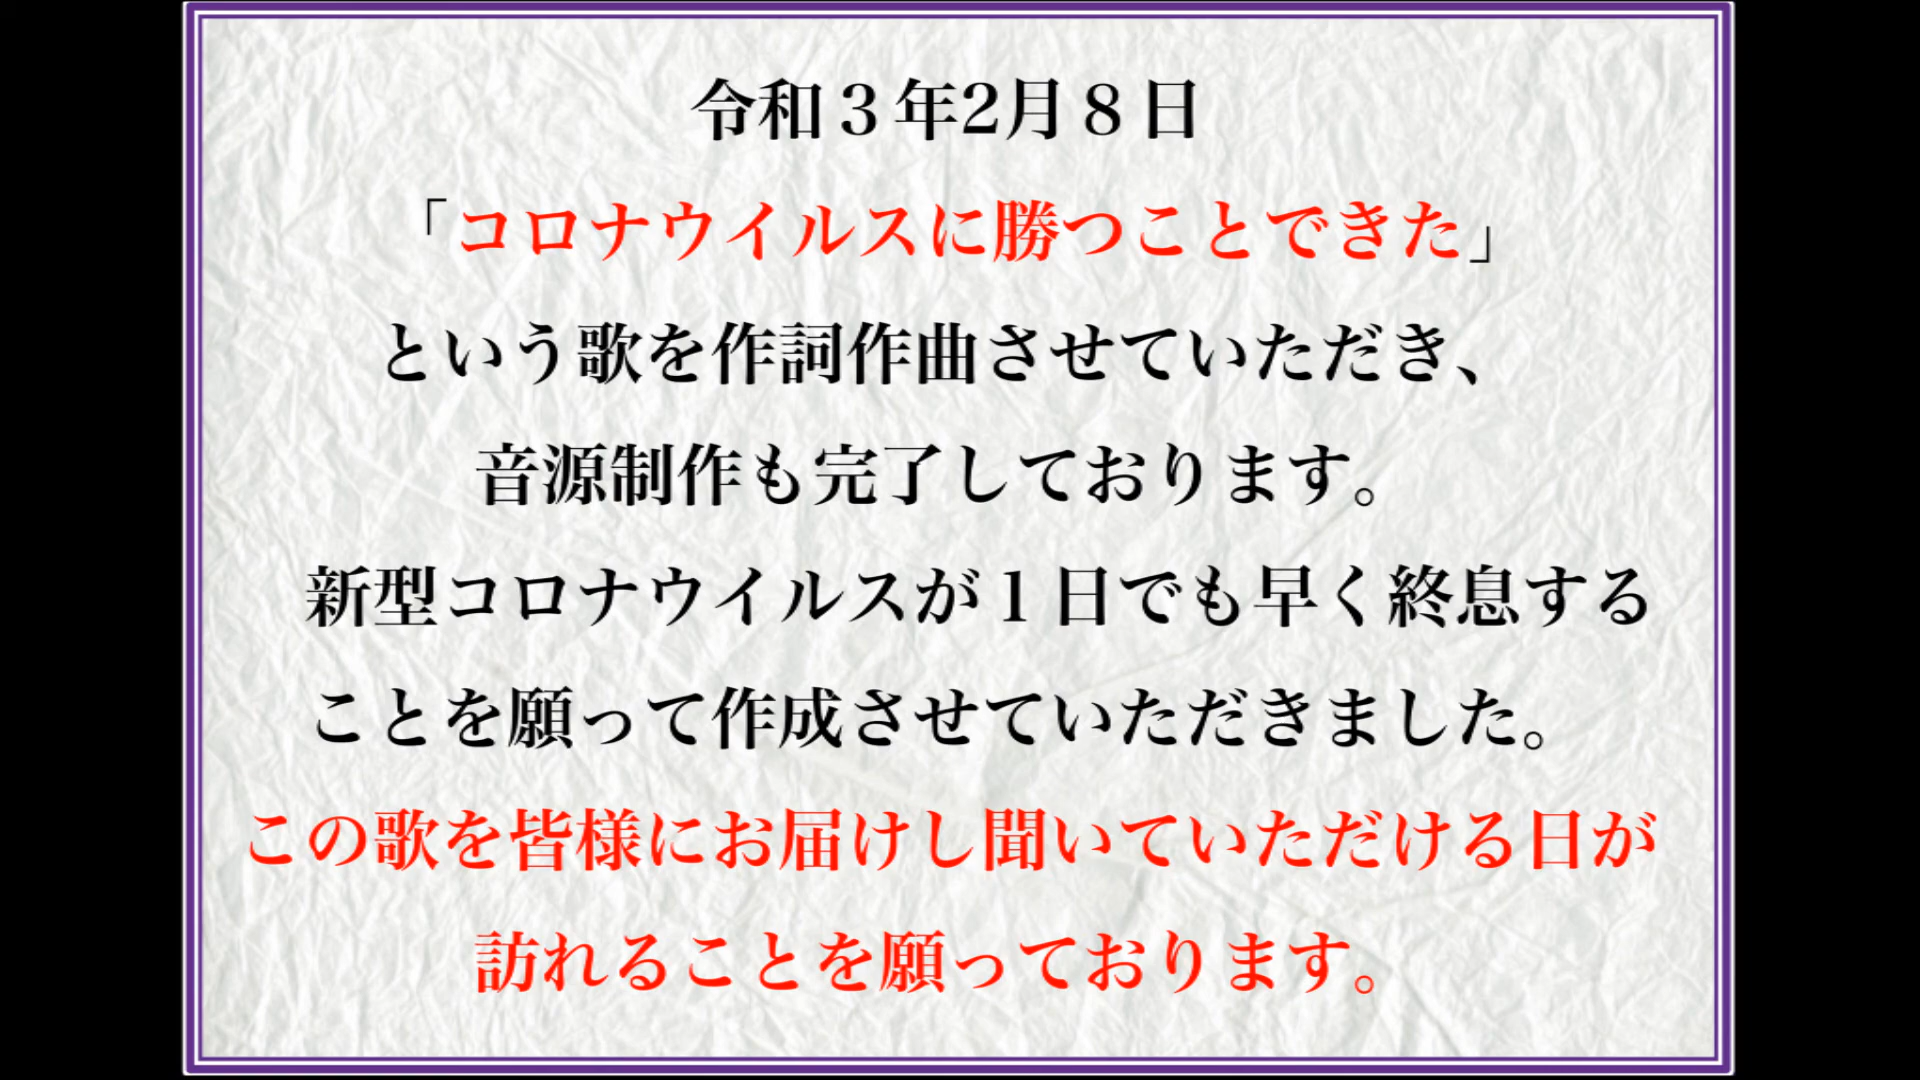 令和３年2月８日
「コロナウイルスに勝つことできた」
という歌を作詞作曲させていただき、
音源制作も完了しております。
新型コロナウイルスが１日でも早く終息する
ことを願って作成させていただきました。
この歌を皆様にお届けし聞いていただける日が
訪れることを願っております。